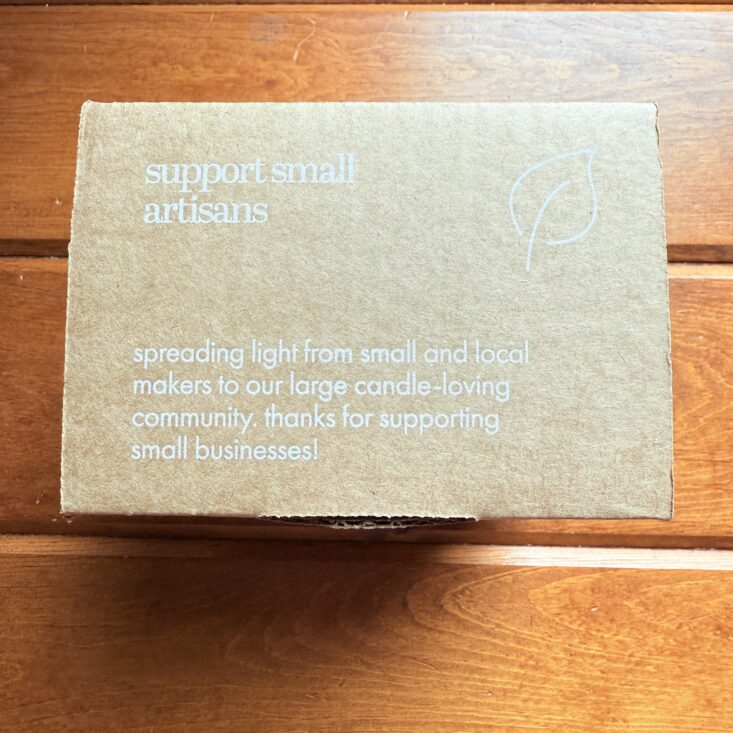 support small
artisans
spreading light from small and local
makers to our large candle-loving
community. thanks for supporting
small businesses!